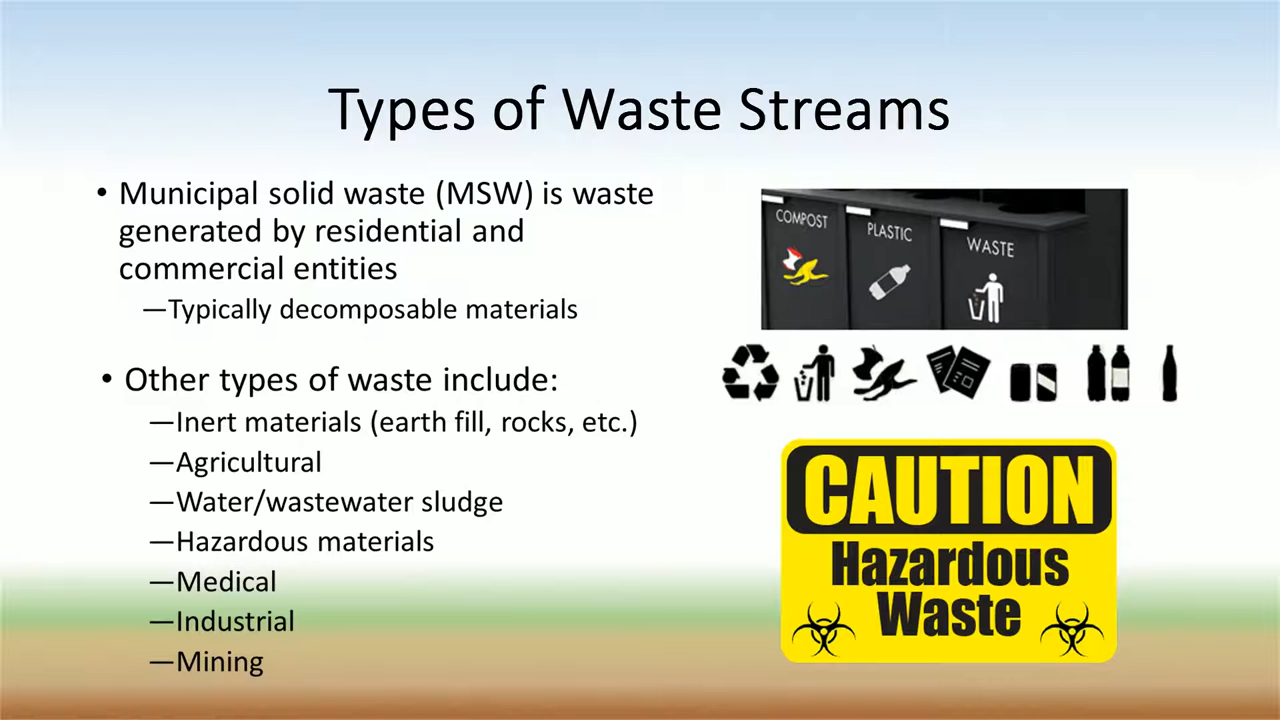 Types of Waste Streams
• Municipal solid waste (MSW) is waste
generated by residential and
commercial entities
—Typically decomposable materials
• Other types of waste include:
—Inert materials (earth fill, rocks, etc.)
—Agricultural
—Water/wastewater sludge
—Hazardous materials
—Medical
—Industrial
—Mining
COMPOST
PLASTIC
WASTE
CAUTION
Hazardous
Waste